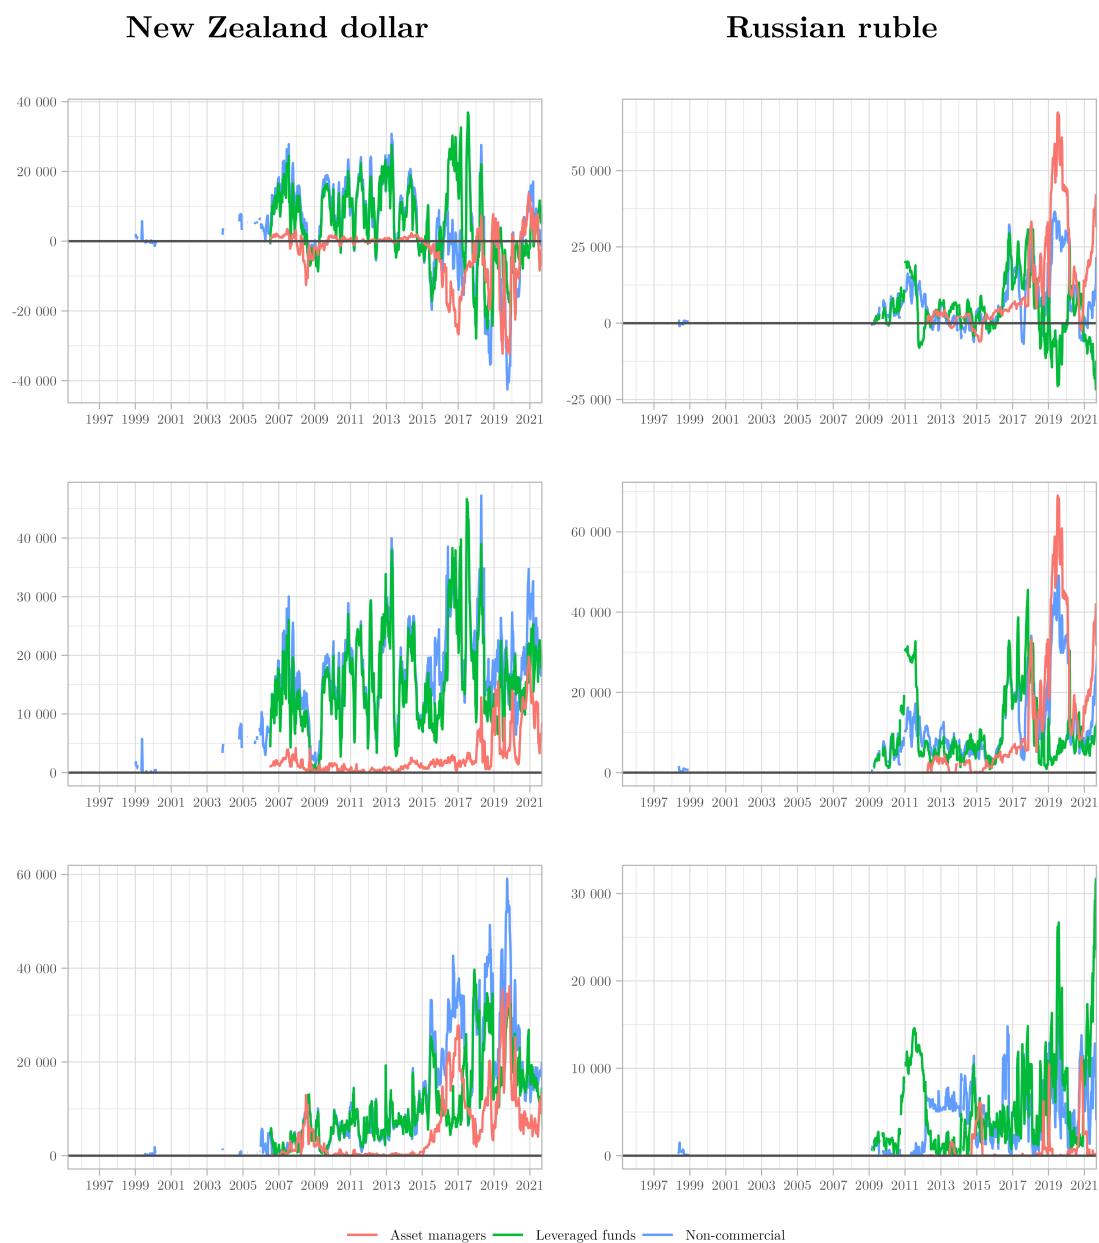 New Zealand dollar
Russian ruble
40 000
20 000
0
-20 000
-40 000
1997 1999 2001 2003 2005 2007 2009 2011 2013 2015 2017 2019 2021
50 000
25 000
0
-25 000
1997 1999 2001 2003 2005 2007 2009 2011 2013 2015 2017 2019 2021
40 000
30 000
20 000
10 000
0
1997 1999 2001 2003 2005 2007 2009 2011 2013 2015 2017 2019 2021
60 000
40 000
20 000
0
1997 1999 2001 2003 2005 2007 2009 2011 2013 2015 2017 2019 2021
60 000
40 000
20 000
0
1997 1999 2001 2003 2005 2007 2009 2011 2013 2015 2017 2019 2021
30 000
20 000
10 000
0
1997 1999 2001 2003 2005 2007 2009 2011 2013 2015 2017 2019 2021
Asset managers Leveraged funds Non-commercial